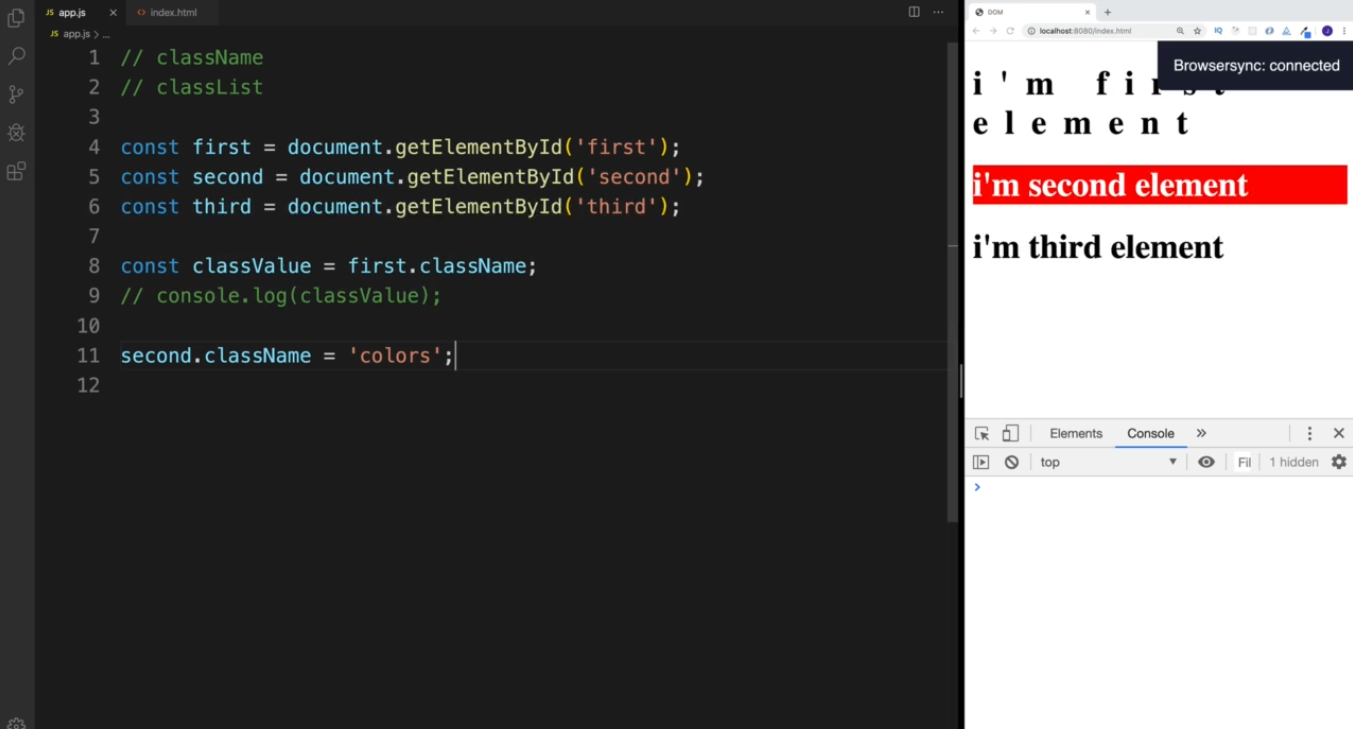 JS app.js × <> index.html
JS app.js > ...
1 // className
2 // classList
3
4 const first = document.getElementById('first');
5 const second = document.getElementById('second');
6 const third = document.getElementById('third');
7
8 const classValue = first.className;
9 // console.log(classValue);
10
11 second.className = 'colors';
12
DOM
localhost:8080/index.html
Browsersync: connected
i'm first
element
i'm second element
i'm third element
Elements Console »
top Fil 1 hidden